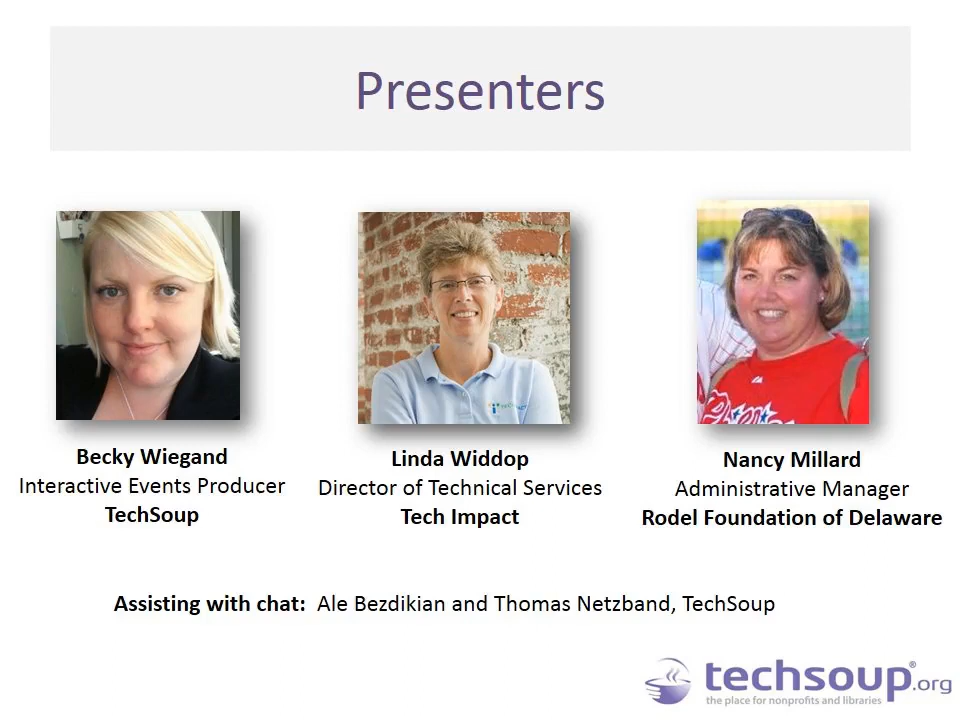 Presenters
Becky Wiegand
Interactive Events Producer
TechSoup
Linda Widdop
Director of Technical Services
Tech Impact
Nancy Millard
Administrative Manager
Rodel Foundation of Delaware
Assisting with chat: Ale Bezdikian and Thomas Netzband, TechSoup
techsoup®.org
the place for nonprofits and libraries